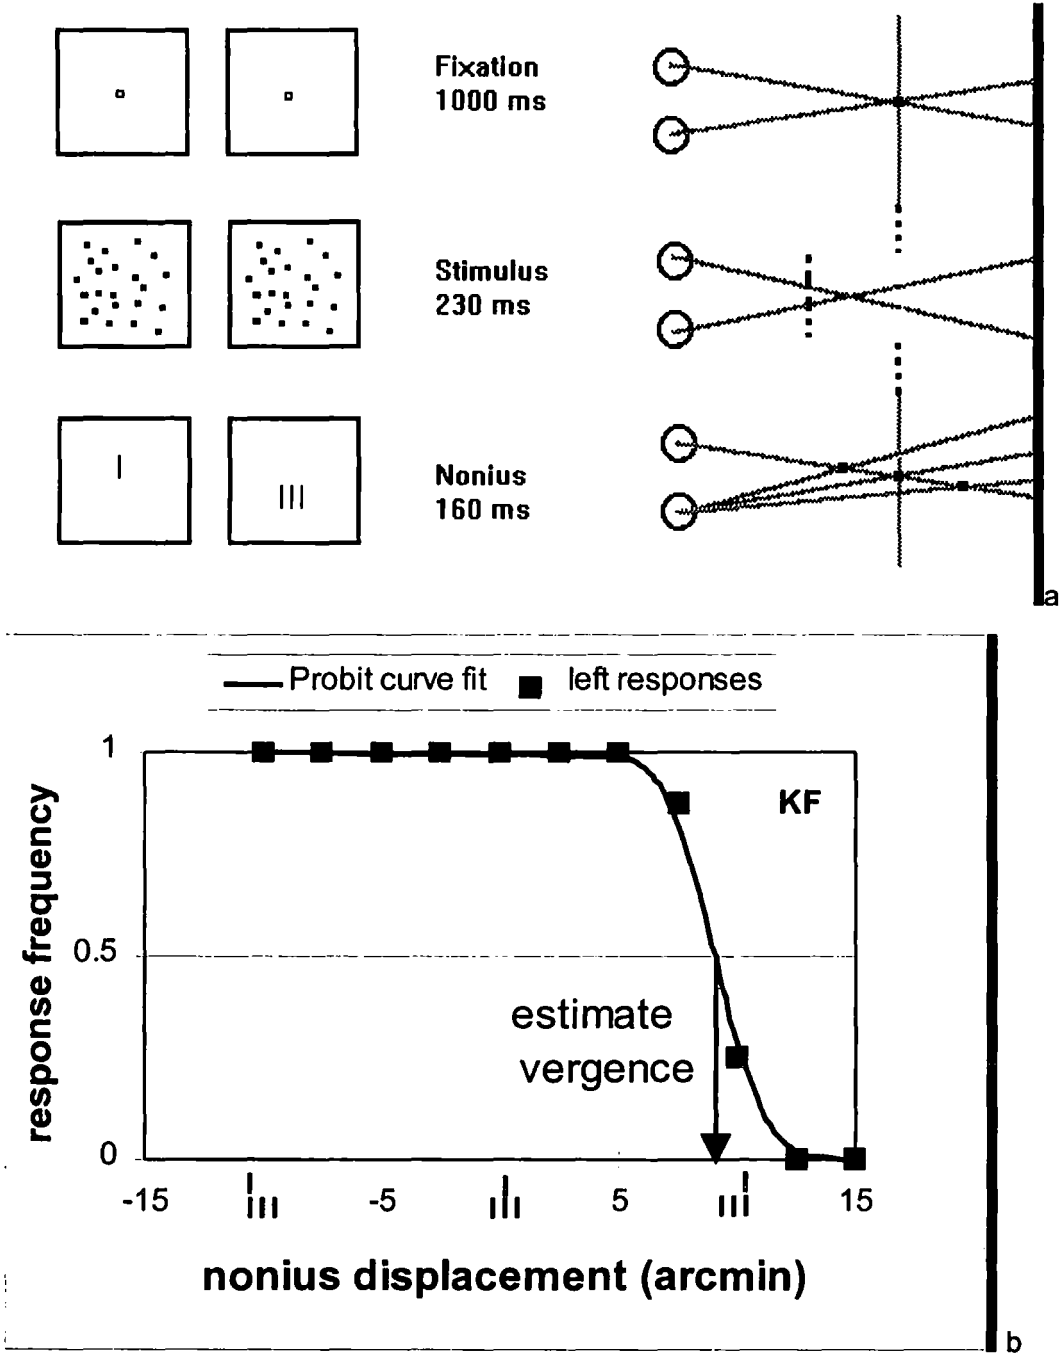 Fixation
1000 ms
Stimulus
230 ms
Nonius
160 ms
a
Probit curve fit left responses
1
KF
response frequency
0.5
estimate
vergence
0
-15 -5 5 15
nonius displacement (arcmin)
b